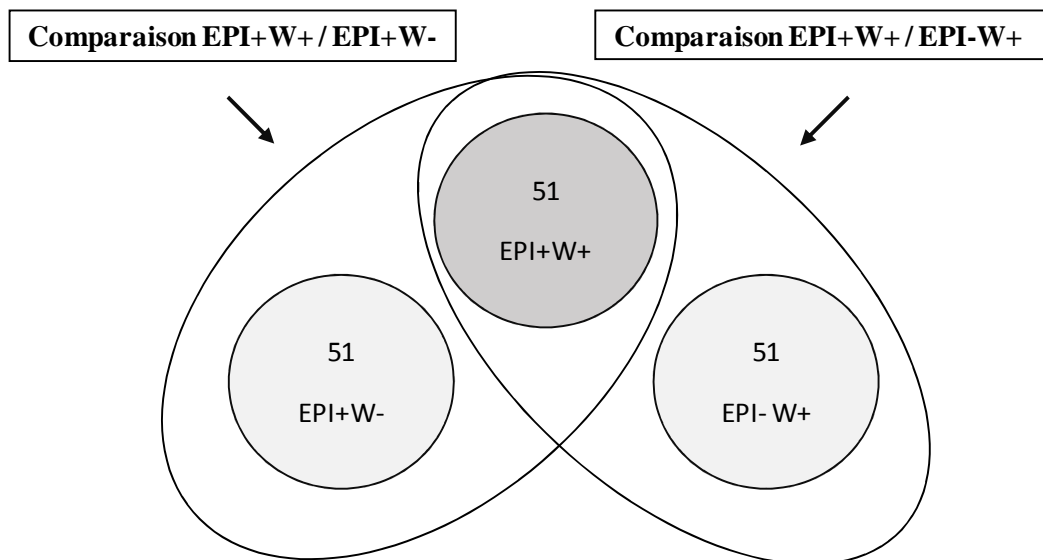 Comparaison EPI+W+ / EPI+W-
Comparaison EPI+W+ / EPI-W+
51
EPI+W+
51
EPI+W-
51
EPI- W+